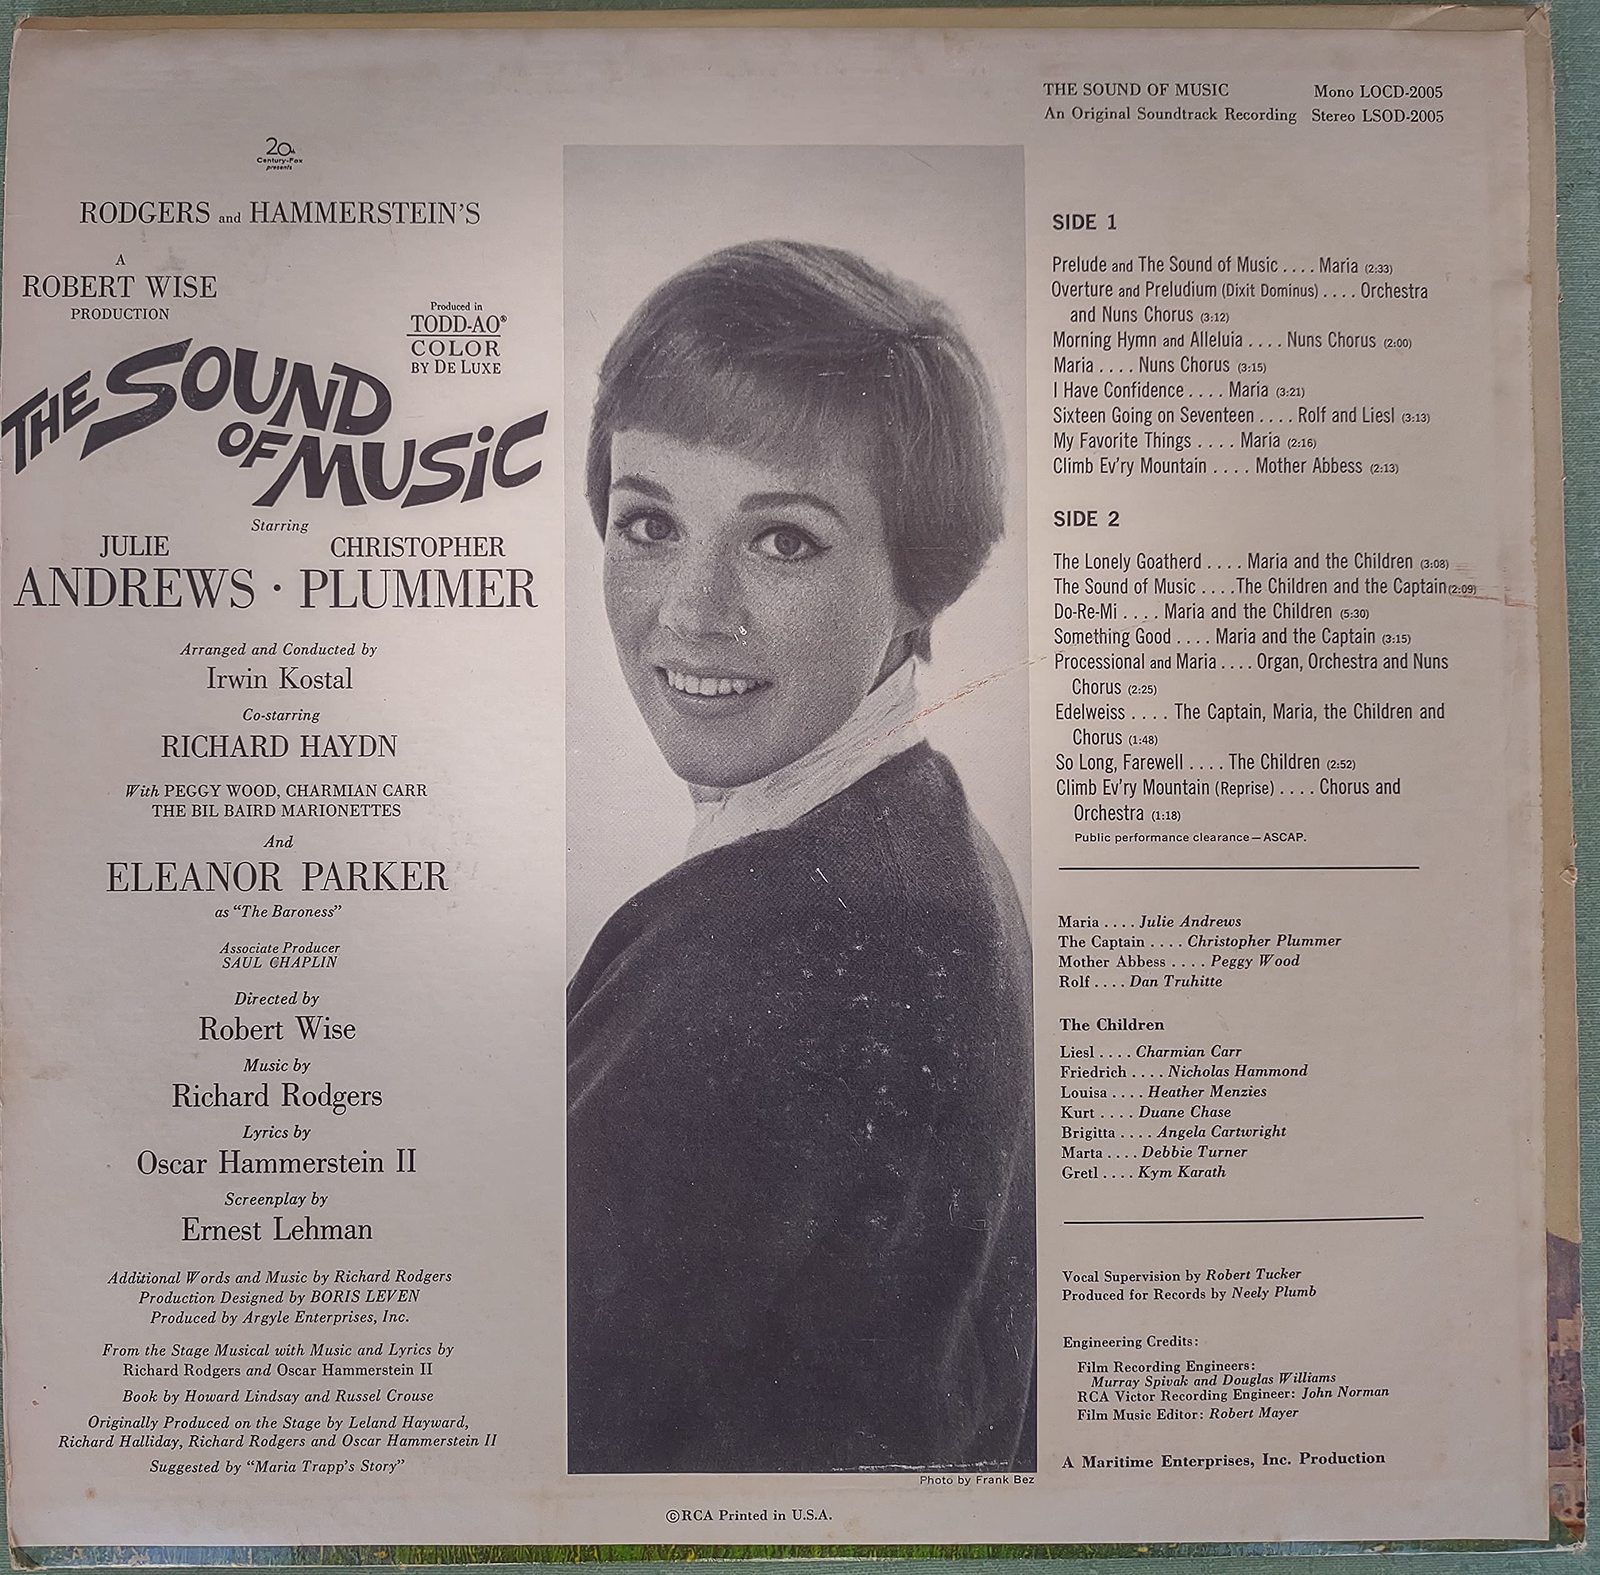 THE SOUND OF MUSIC Mono LOCD-2005
An Original Soundtrack Recording Stereo LSOD-2005
20th
Century-Fox
presents
RODGERS and HAMMERSTEIN'S
A
ROBERT WISE
PRODUCTION
Produced in
TODD-AO®
COLOR
BY DE LUXE
THE SOUND
OF MUSIC
Starring
JULIE CHRISTOPHER
ANDREWS · PLUMMER
Arranged and Conducted by
Irwin Kostal
Co-starring
RICHARD HAYDN
With PEGGY WOOD, CHARMIAN CARR
THE BIL BAIRD MARIONETTES
And
ELEANOR PARKER
as "The Baroness"
Associate Producer
SAUL CHAPLIN
Directed by
Robert Wise
Music by
Richard Rodgers
Lyrics by
Oscar Hammerstein II
Screenplay by
Ernest Lehman
Additional Words and Music by Richard Rodgers
Production Designed by BORIS LEVEN
Produced by Argyle Enterprises, Inc.
From the Stage Musical with Music and Lyrics by
Richard Rodgers and Oscar Hammerstein II
Book by Howard Lindsay and Russel Crouse
Originally Produced on the Stage by Leland Hayward,
Richard Halliday, Richard Rodgers and Oscar Hammerstein II
Suggested by "Maria Trapp's Story"
SIDE 1
Prelude and The Sound of Music .... Maria (2:33)
Overture and Preludium (Dixit Dominus) .... Orchestra
and Nuns Chorus (3:12)
Morning Hymn and Alleluia .... Nuns Chorus (2:00)
Maria .... Nuns Chorus (3:15)
I Have Confidence .... Maria (3:21)
Sixteen Going on Seventeen .... Rolf and Liesl (3:13)
My Favorite Things .... Maria (2:16)
Climb Ev'ry Mountain .... Mother Abbess (2:13)
SIDE 2
The Lonely Goatherd .... Maria and the Children (3:08)
The Sound of Music ....The Children and the Captain(2:09)
Do-Re-Mi .... Maria and the Children (5:30)
Something Good .... Maria and the Captain (3:15)
Processional and Maria .... Organ, Orchestra and Nuns
Chorus (2:25)
Edelweiss .... The Captain, Maria, the Children and
Chorus (1:48)
So Long, Farewell .... The Children (2:52)
Climb Ev'ry Mountain (Reprise) .... Chorus and
Orchestra (1:18)
Public performance clearance—ASCAP.
Maria .... Julie Andrews
The Captain .... Christopher Plummer
Mother Abbess .... Peggy Wood
Rolf .... Dan Truhitte
The Children
Liesl .... Charmian Carr
Friedrich .... Nicholas Hammond
Louisa .... Heather Menzies
Kurt .... Duane Chase
Brigitta .... Angela Cartwright
Marta .... Debbie Turner
Gretl .... Kym Karath
Vocal Supervision by Robert Tucker
Produced for Records by Neely Plumb
Engineering Credits:
Film Recording Engineers:
Murray Spivak and Douglas Williams
RCA Victor Recording Engineer: John Norman
Film Music Editor: Robert Mayer
A Maritime Enterprises, Inc. Production
Photo by Frank Bez
©RCA Printed in U.S.A.